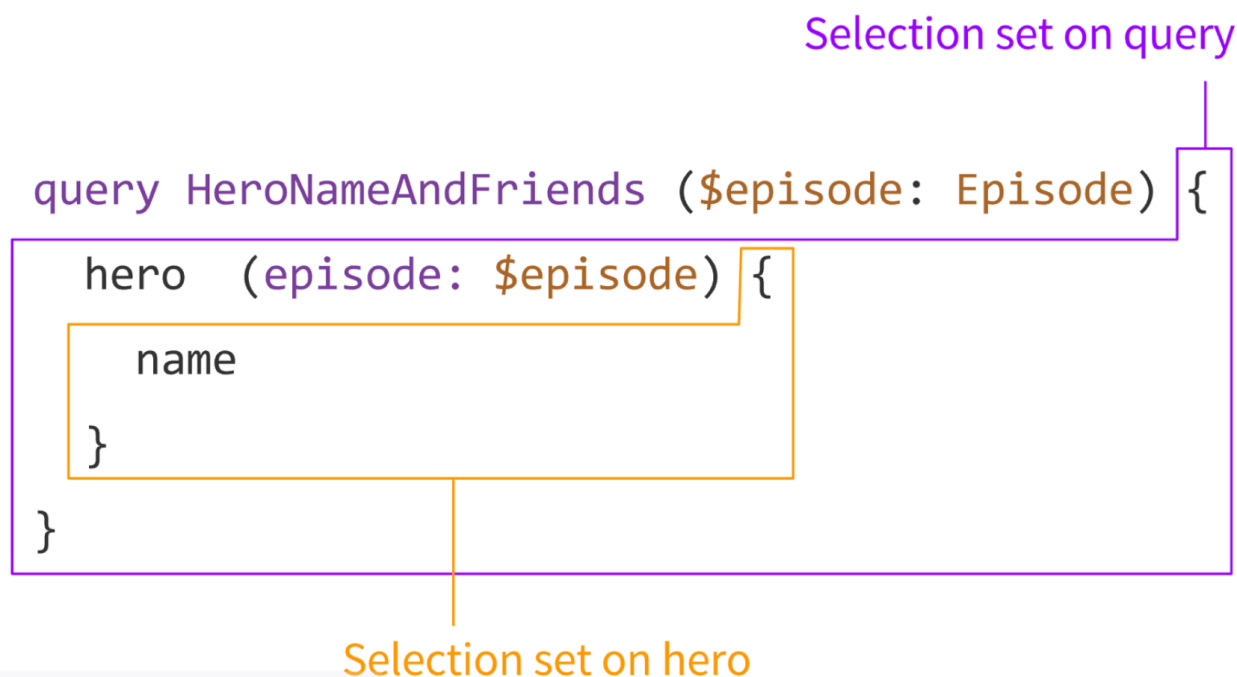 Selection set on query
query HeroNameAndFriends ($episode: Episode) {
hero (episode: $episode) {
name
}
}
Selection set on hero